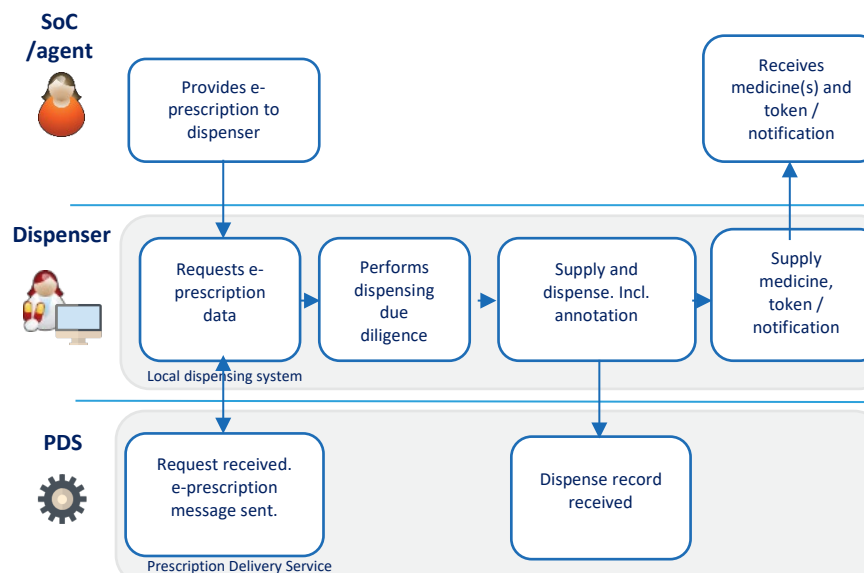 SoC
/agent
Provides e-
prescription to
dispenser
Receives
medicine(s) and
token /
notification
Dispenser
Requests e-
prescription
data
Performs
dispensing
due
diligence
Supply and
dispense. Incl.
annotation
Supply
medicine,
token /
notification
Local dispensing system
PDS
Request received.
e-prescription
message sent.
Dispense record
received
Prescription Delivery Service